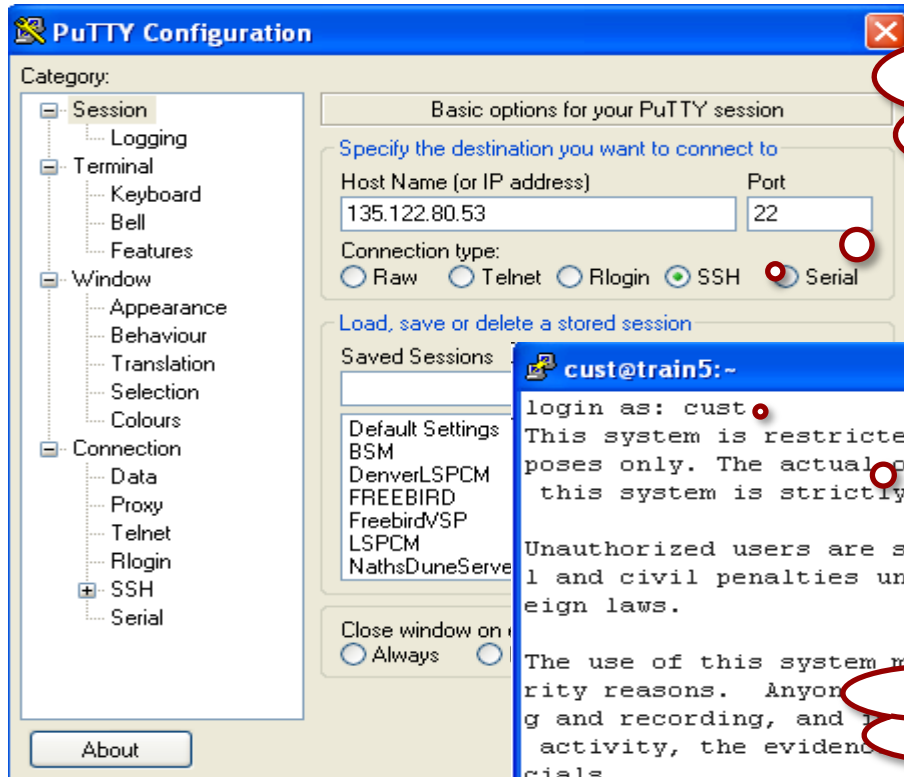 PuTTY Configuration
Category:
Session
Logging
Terminal
Keyboard
Bell
Features
Window
Appearance
Behaviour
Translation
Selection
Colours
Connection
Data
Proxy
Telnet
Rlogin
SSH
Serial
About
Basic options for your PuTTY session
Specify the destination you want to connect to
Host Name (or IP address) Port
135.122.80.53 22
Connection type:
Raw Telnet Rlogin SSH Serial
Load, save or delete a stored session
Saved Sessions
Default Settings
BSM
DenverLSPCM
FREEBIRD
FreebirdVSP
LSPCM
NathsDuneServe
Close window on
Always
cust@train5:~
login as: cust
This system is restricte
poses only. The actual
this system is strictly
Unauthorized users are s
l and civil penalties un
eign laws.
The use of this system m
rity reasons. Anyon
g and recording, and
activity, the evidenc
cials.